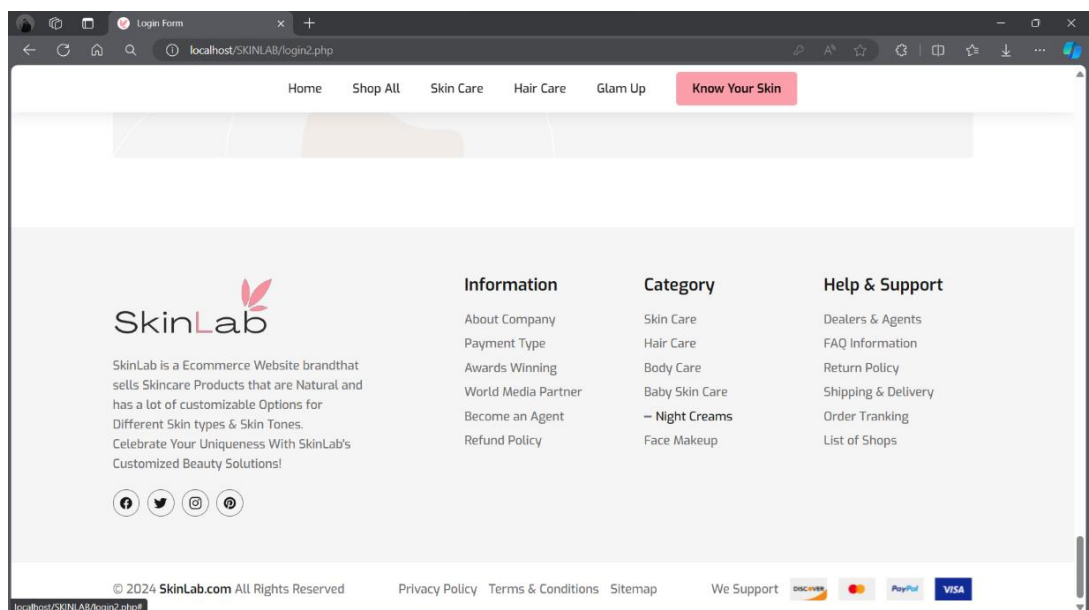 Login Form
localhost/SKINLAB/login2.php
Home Shop All Skin Care Hair Care Glam Up Know Your Skin
SkinLab
SkinLab is a Ecommerce Website brandthat
sells Skincare Products that are Natural and
has a lot of customizable Options for
Different Skin types & Skin Tones.
Celebrate Your Uniqueness With SkinLab's
Customized Beauty Solutions!
Information
About Company
Payment Type
Awards Winning
World Media Partner
Become an Agent
Refund Policy
Category
Skin Care
Hair Care
Body Care
Baby Skin Care
– Night Creams
Face Makeup
Help & Support
Dealers & Agents
FAQ Information
Return Policy
Shipping & Delivery
Order Tranking
List of Shops
© 2024 SkinLab.com All Rights Reserved Privacy Policy Terms & Conditions Sitemap We Support DISCOVER PayPal VISA
localhost/SKINLAB/login2.php#